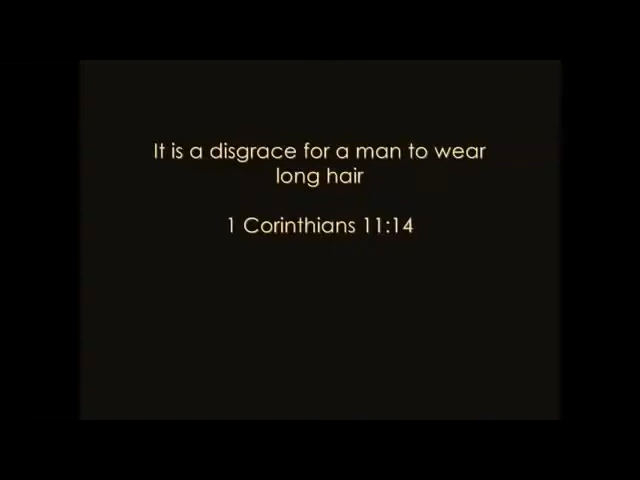 It is a disgrace for a man to wear
long hair
1 Corinthians 11:14